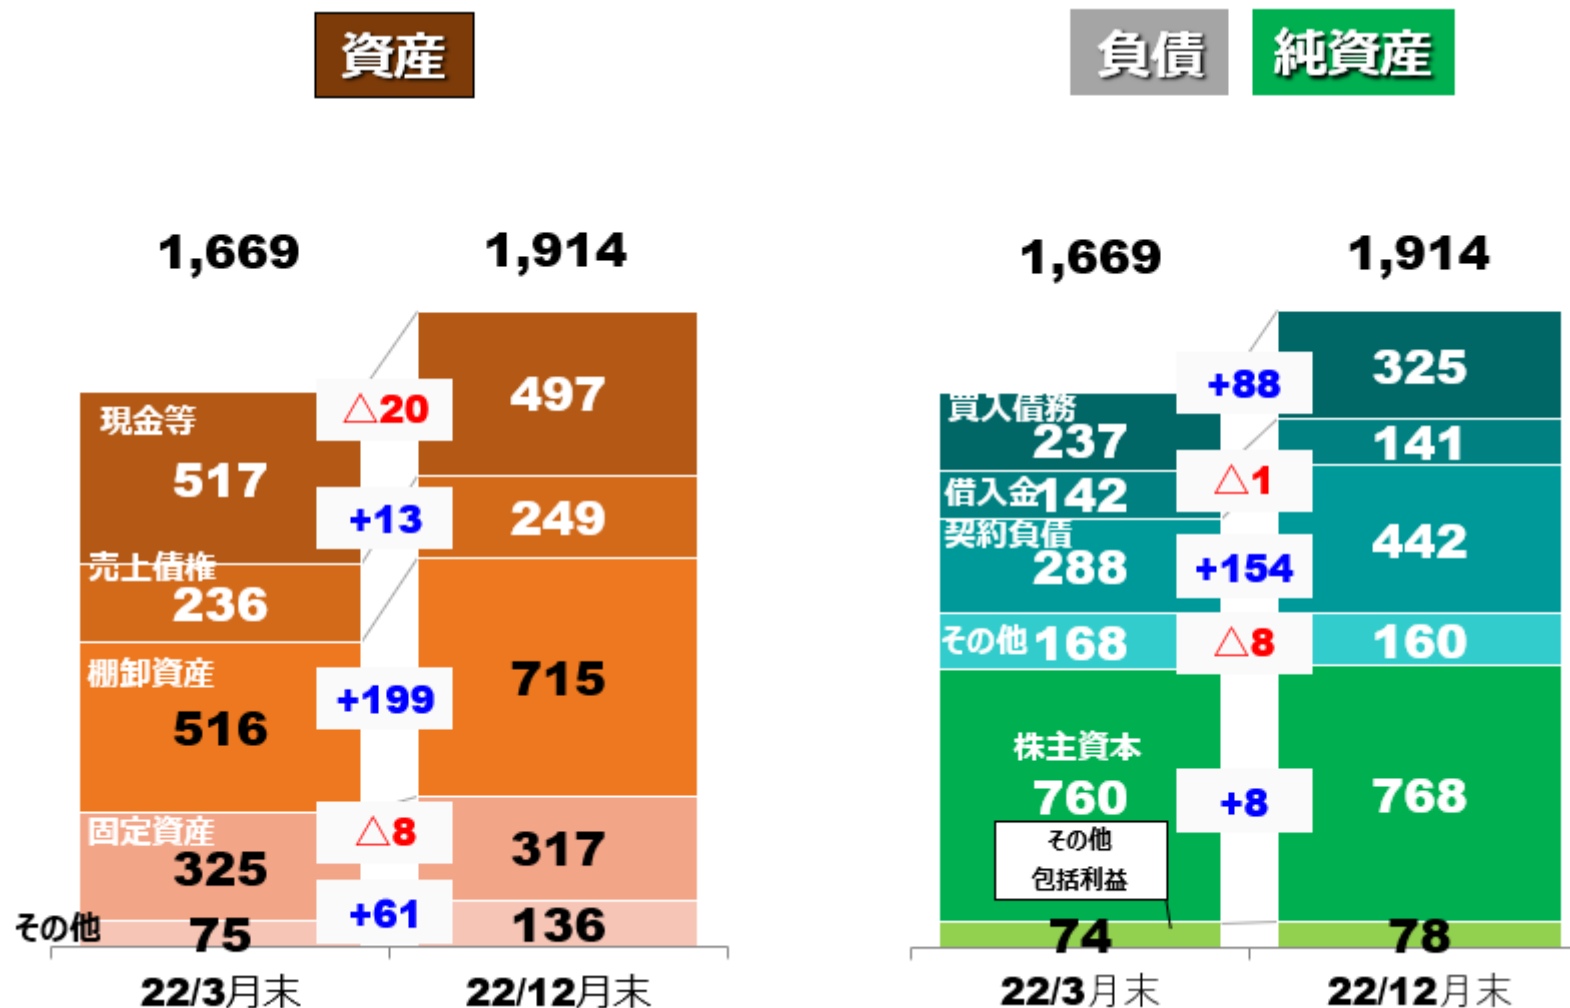 資産
負債 純資産
1,669
1,914
現金等
517
△20
497
売上債権
236
+13
249
棚卸資産
516
+199
715
固定資産
325
△8
317
その他
75
+61
136
22/3月末
22/12月末
1,669
1,914
買入債務
237
+88
325
借入金142
△1
141
契約負債
288
+154
442
その他 168
△8
160
株主資本
760
+8
768
その他
包括利益
74
78
22/3月末
22/12月末